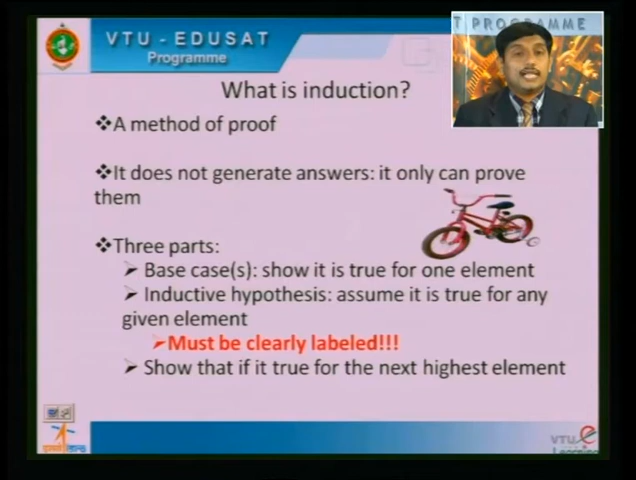 VTU - EDUSAT
Programme
T PROGRAMME
What is induction?
❖A method of proof
❖It does not generate answers: it only can prove
them
❖Three parts:
➢ Base case(s): show it is true for one element
➢ Inductive hypothesis: assume it is true for any
given element
➢Must be clearly labeled!!!
➢ Show that if it true for the next highest element
VTU e
Learning